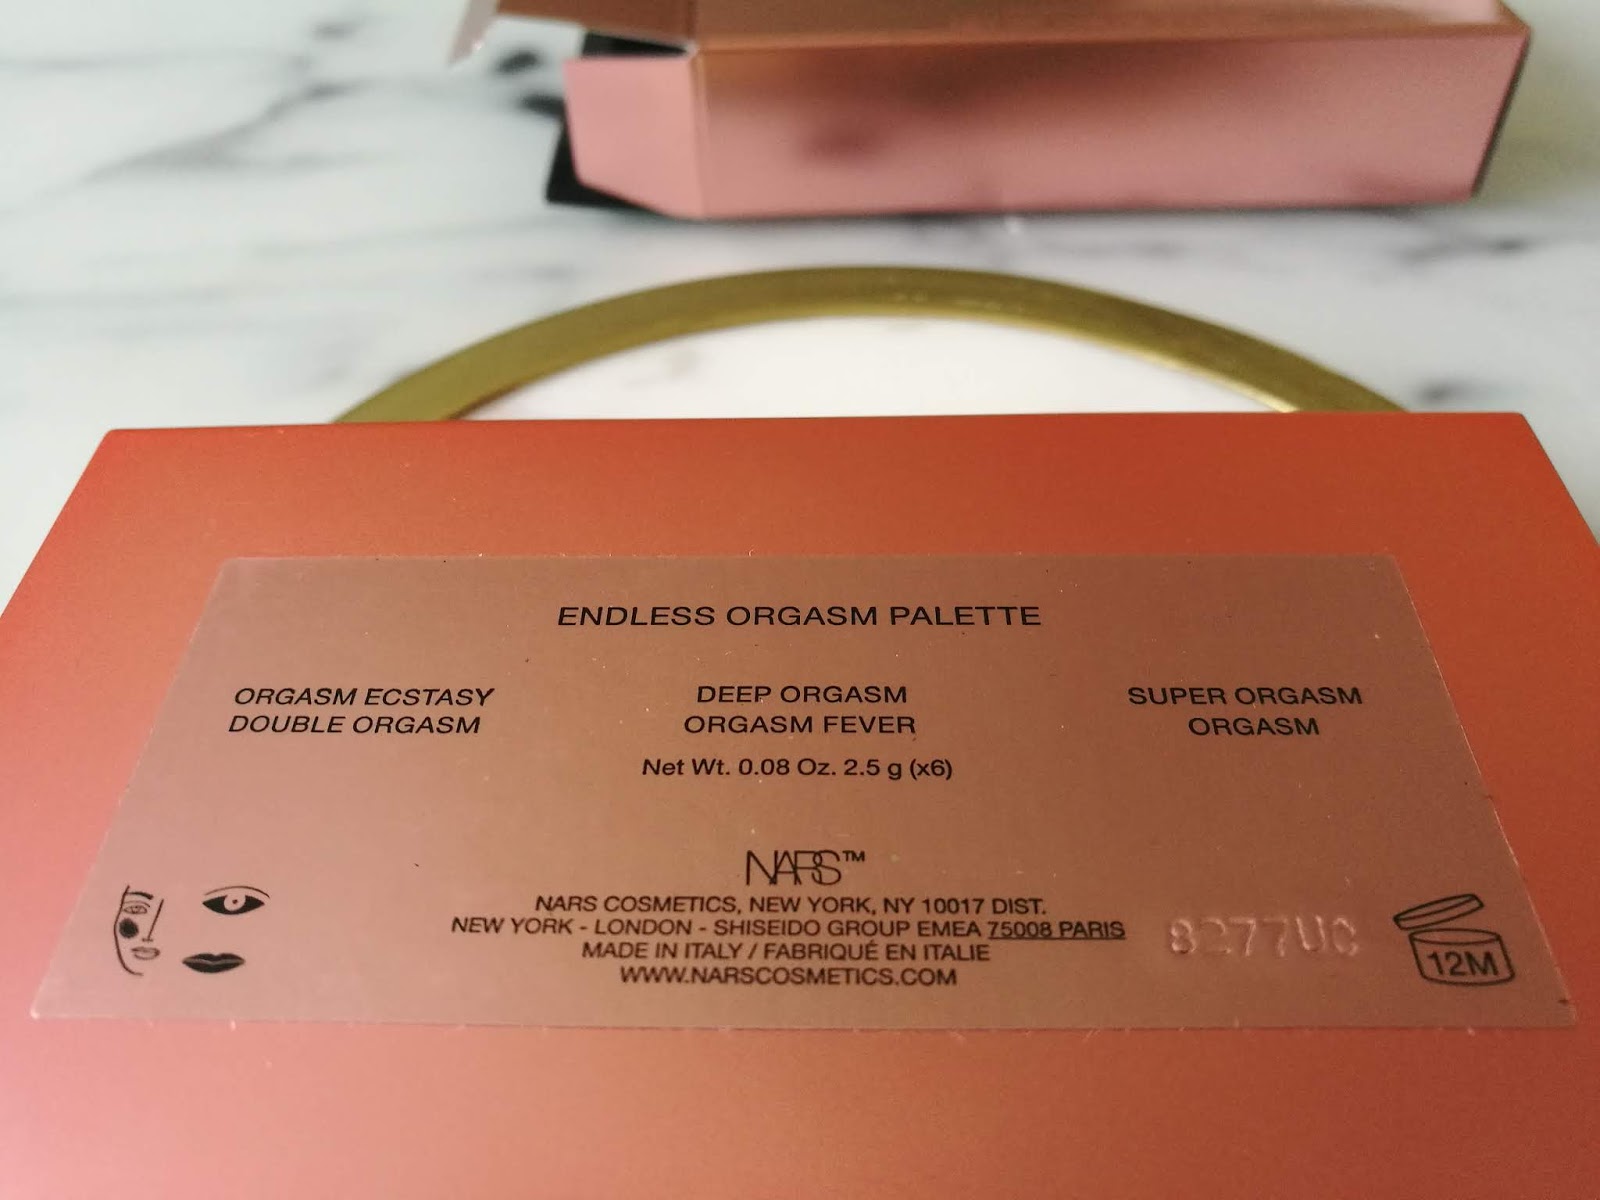 ENDLESS ORGASM PALETTE
ORGASM ECSTASY
DOUBLE ORGASM
DEEP ORGASM
ORGASM FEVER
SUPER ORGASM
ORGASM
Net Wt. 0.08 Oz. 2.5 g (x6)
NARS™
NARS COSMETICS, NEW YORK, NY 10017 DIST.
NEW YORK - LONDON - SHISEIDO GROUP EMEA 75008 PARIS
MADE IN ITALY / FABRIQUÉ EN ITALIE
WWW.NARSCOSMETICS.COM
12M